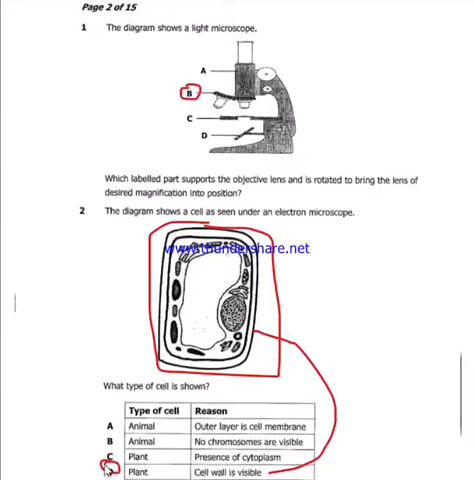 Page 2 of 15
1 The diagram shows a light microscope.
A
B
C
D
Which labelled part supports the objective lens and is rotated to bring the lens of
desired magnification into position?
2 The diagram shows a cell as seen under an electron microscope.
www.thundershare.net
What type of cell is shown?
Type of cell Reason
A Animal Outer layer is cell membrane
B Animal No chromosomes are visible
C Plant Presence of cytoplasm
Plant Cell wall is visible